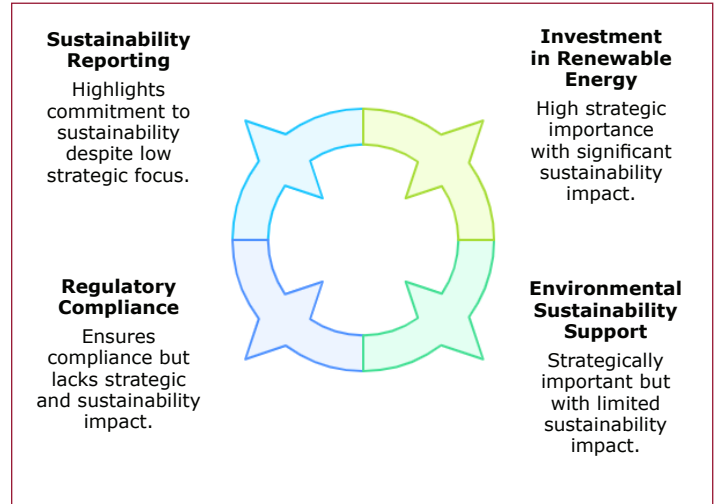 Sustainability
Reporting
Highlights
commitment to
sustainability
despite low
strategic focus.
Investment
in Renewable
Energy
High strategic
importance
with significant
sustainability
impact.
Regulatory
Compliance
Ensures
compliance but
lacks strategic
and sustainability
impact.
Environmental
Sustainability
Support
Strategically
important but
with limited
sustainability
impact.